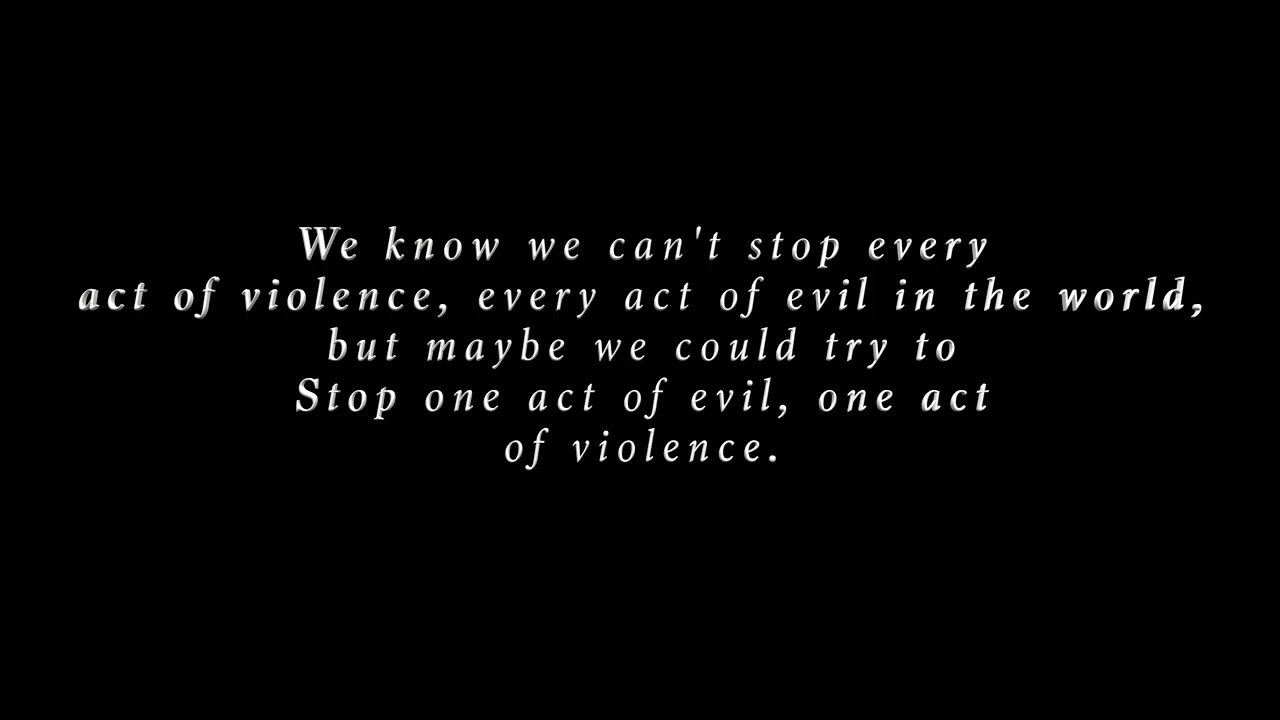 We know we can't stop every
act of violence, every act of evil in the world,
but maybe we could try to
Stop one act of evil, one act
of violence.